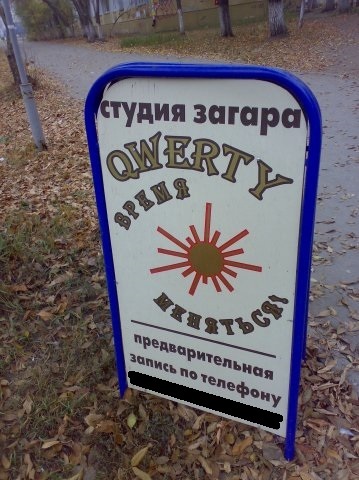 студия загара
QWERTY
время
меняться!
предварительная
запись по телефону